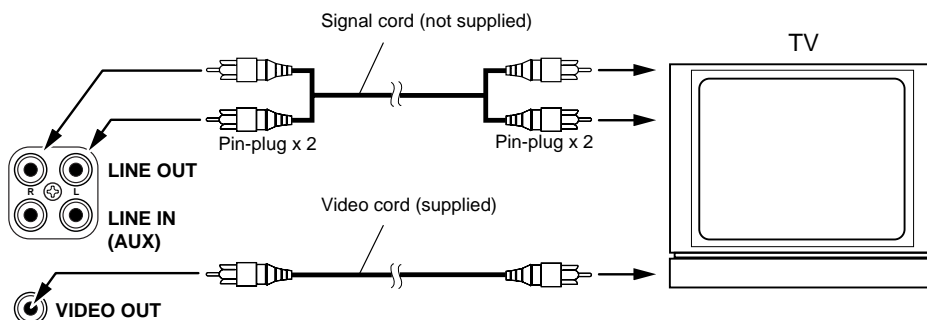 Signal cord (not supplied)
TV
Pin-plug x 2
Pin-plug x 2
LINE OUT
R
L
LINE IN
(AUX)
Video cord (supplied)
VIDEO OUT